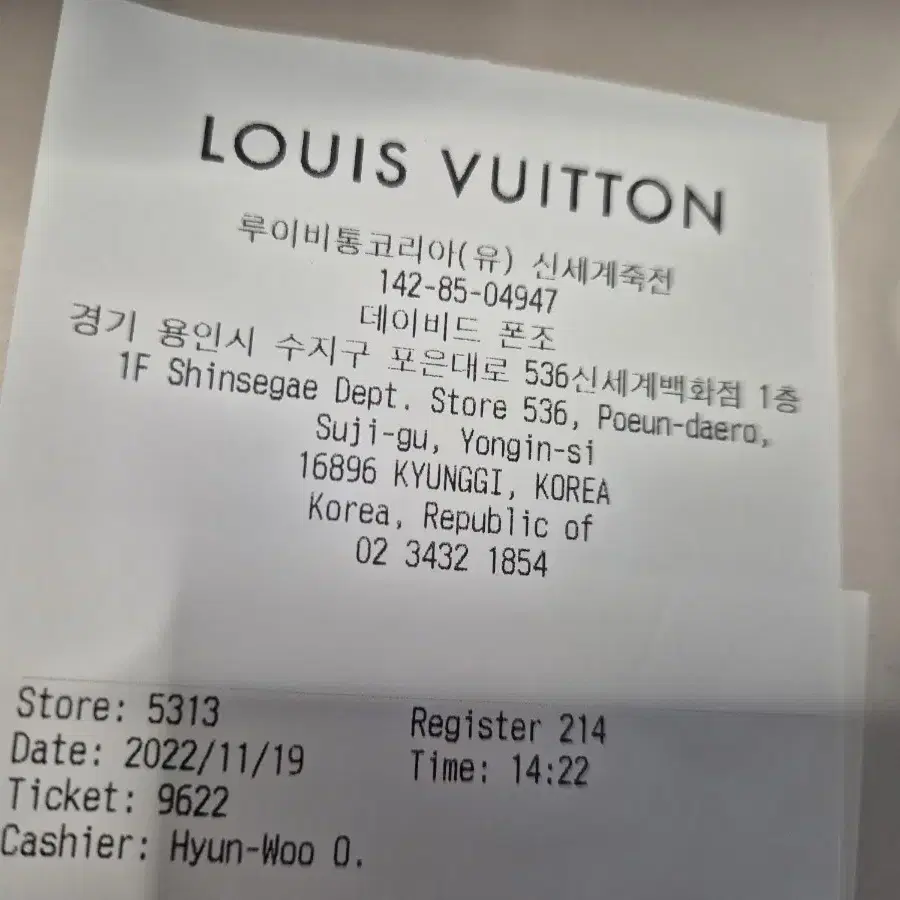 LOUIS VUITTON
루이비통코리아(유) 신세계죽전
142-85-04947
데이비드 폰조
경기 용인시 수지구 포은대로 536신세계백화점 1층
1F Shinsegae Dept. Store 536, Poeun-daero,
Suji-gu, Yongin-si
16896 KYUNGGI, KOREA
Korea, Republic of
02 3432 1854
Store: 5313 Register 214
Date: 2022/11/19 Time: 14:22
Ticket: 9622
Cashier: Hyun-Woo O.